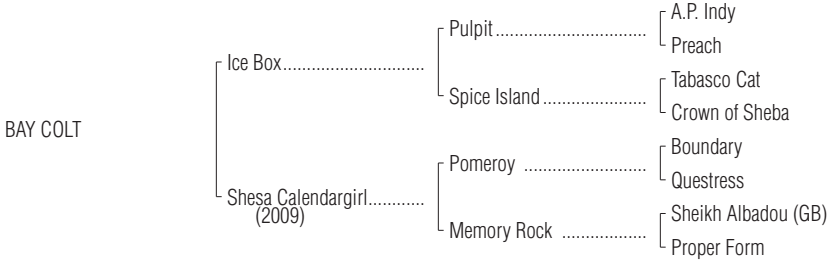 A.P. Indy
Pulpit................................
Preach
Ice Box..............................
Tabasco Cat
Spice Island......................
Crown of Sheba
BAY COLT
Boundary
Pomeroy ..........................
Questress
Shesa Calendargirl............
(2009)
Sheikh Albadou (GB)
Memory Rock ..................
Proper Form